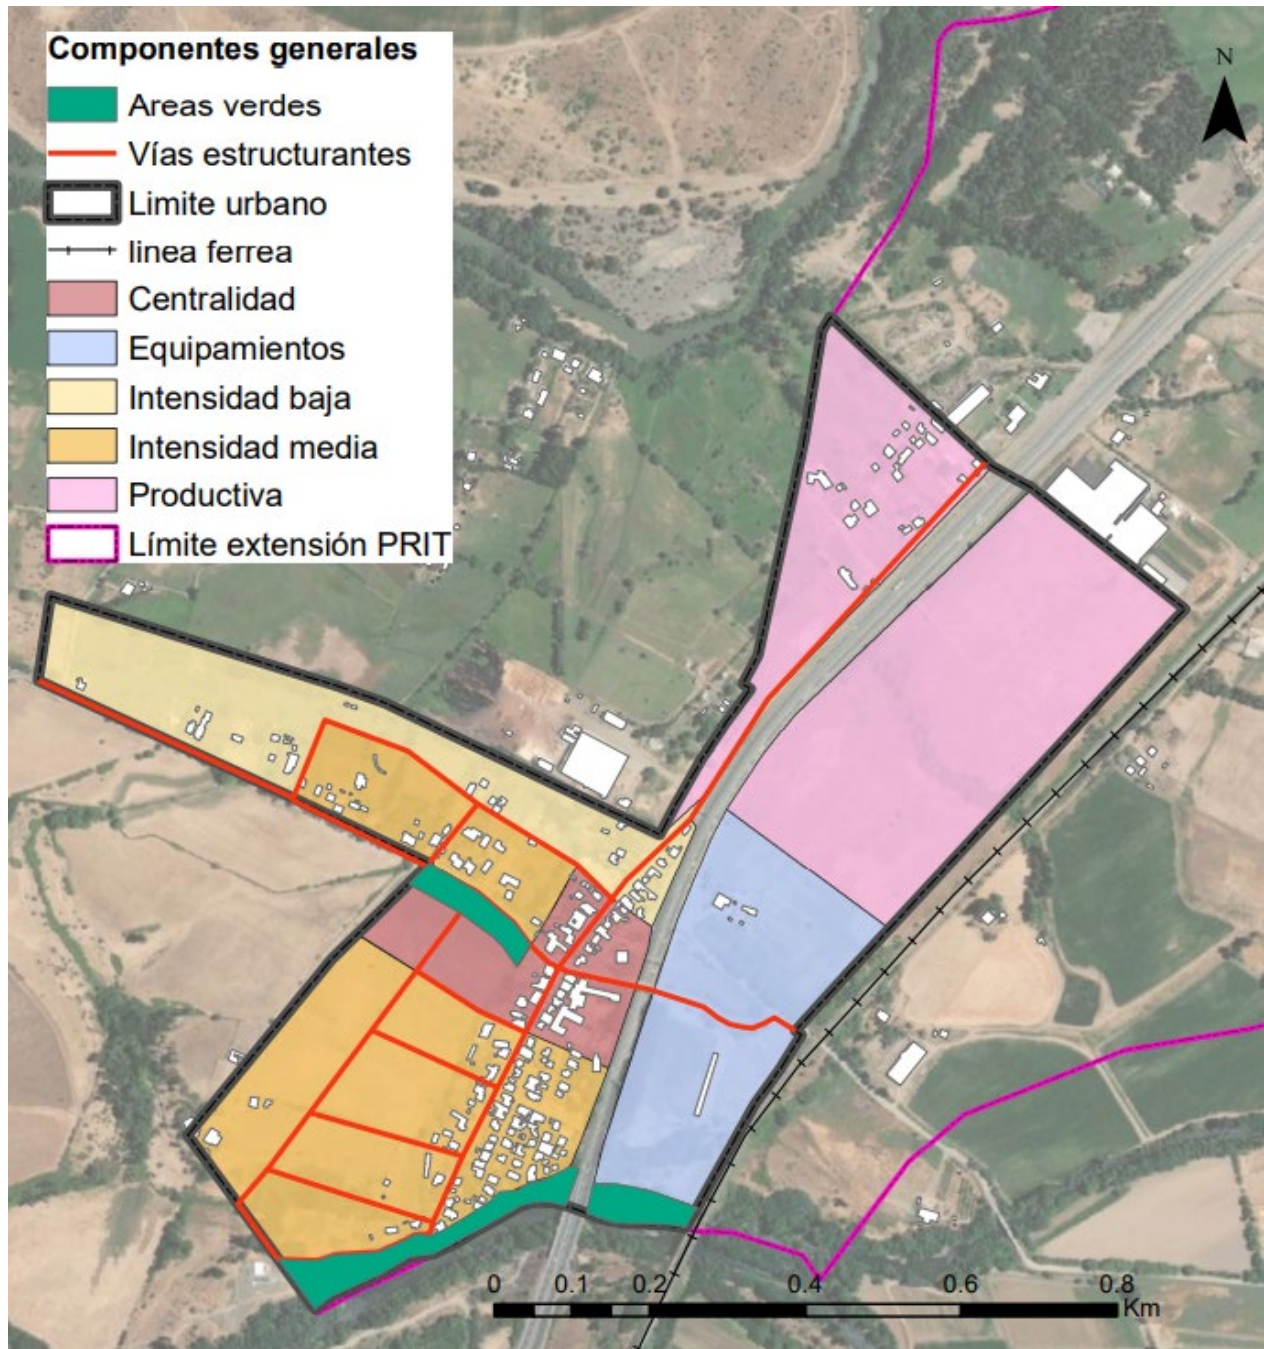 Componentes generales
N
Areas verdes
Vías estructurantes
Limite urbano
linea ferrea
Centralidad
Equipamientos
Intensidad baja
Intensidad media
Productiva
Límite extensión PRIT
0 0.1 0.2 0.4 0.6 0.8
Km